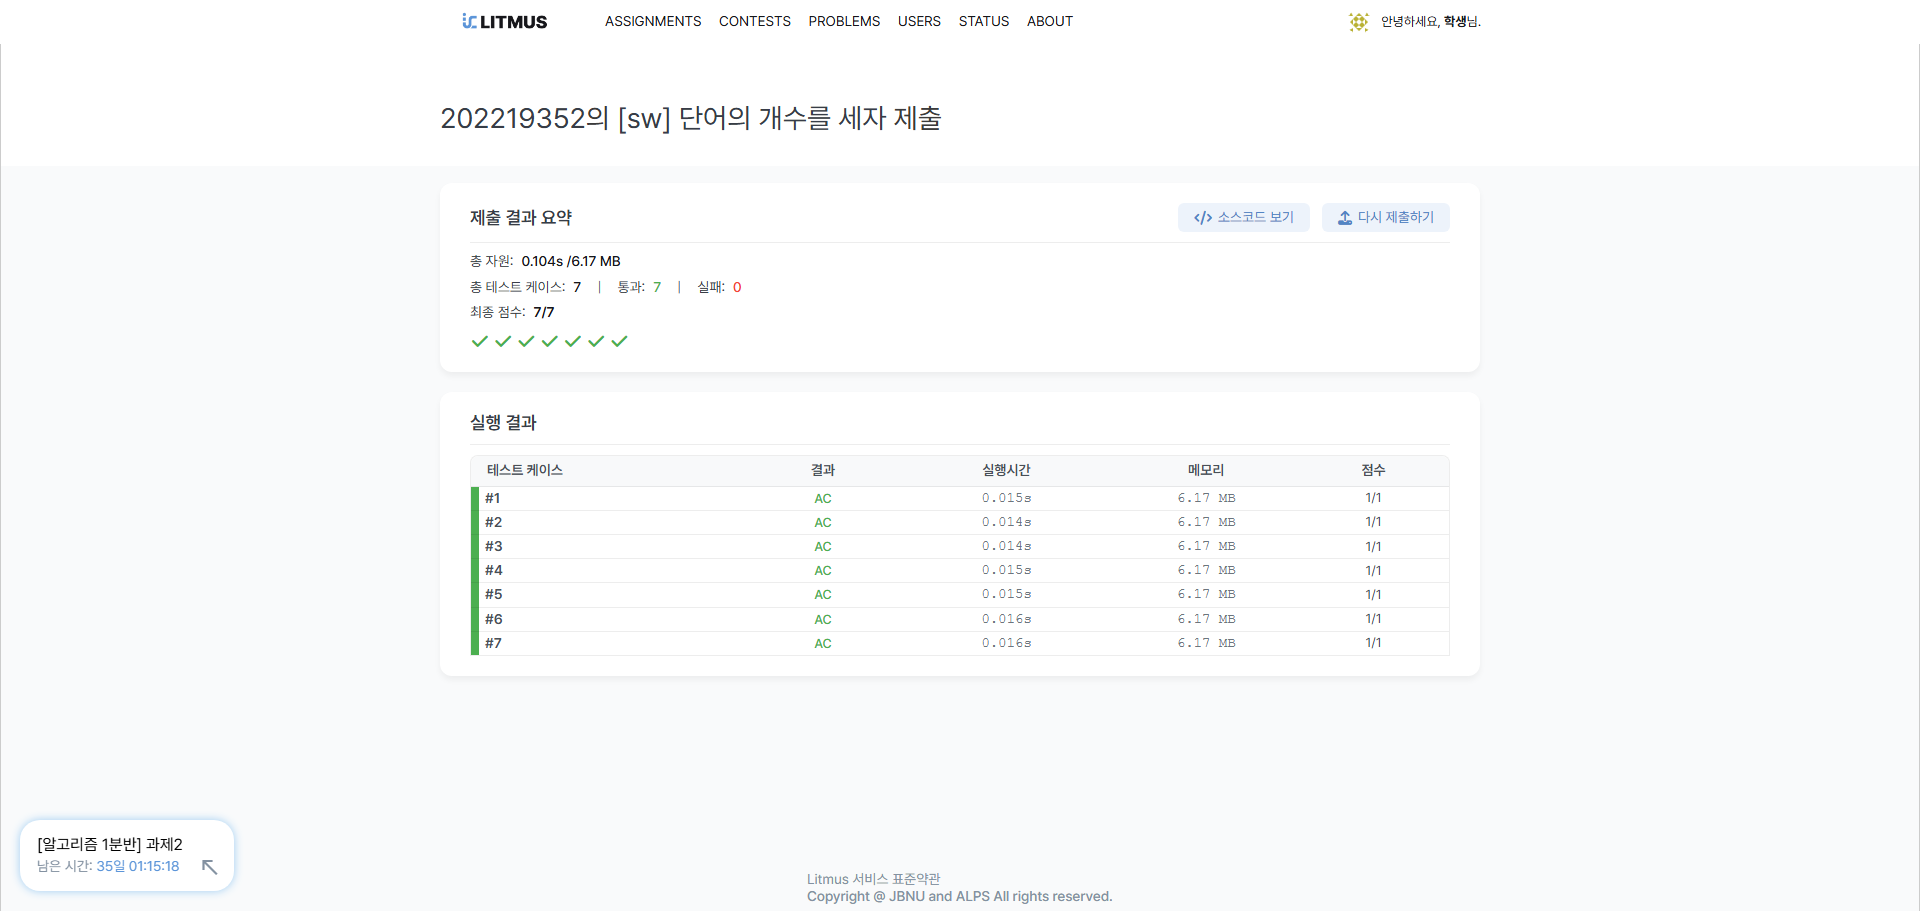 LITMUS ASSIGNMENTS CONTESTS PROBLEMS USERS STATUS ABOUT 안녕하세요, 학생님.
202219352의 [sw] 단어의 개수를 세자 제출
제출 결과 요약 </> 소스코드 보기 다시 제출하기
총 자원: 0.104s /6.17 MB
총 테스트 케이스: 7 | 통과: 7 | 실패: 0
최종 점수: 7/7
실행 결과
테스트 케이스 결과 실행시간 메모리 점수
#1 AC 0.015s 6.17 MB 1/1
#2 AC 0.014s 6.17 MB 1/1
#3 AC 0.014s 6.17 MB 1/1
#4 AC 0.015s 6.17 MB 1/1
#5 AC 0.015s 6.17 MB 1/1
#6 AC 0.016s 6.17 MB 1/1
#7 AC 0.016s 6.17 MB 1/1
[알고리즘 1분반] 과제2
남은 시간: 35일 01:15:18
Litmus 서비스 표준약관
Copyright @ JBNU and ALPS All rights reserved.